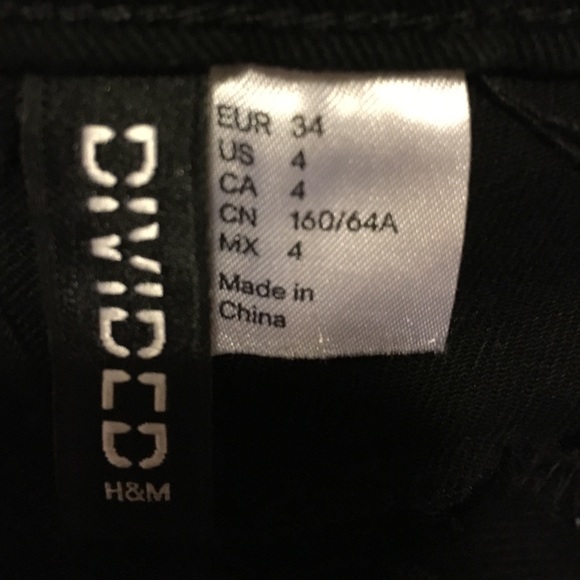 DIVIDED
H&M
EUR 34
US 4
CA 4
CN 160/64A
MX 4
Made in
China